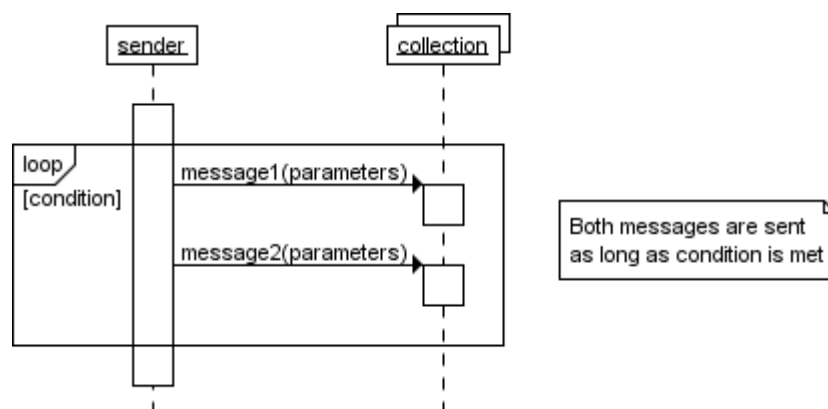 sender
collection
loop
[condition]
message1(parameters)
message2(parameters)
Both messages are sent
as long as condition is met